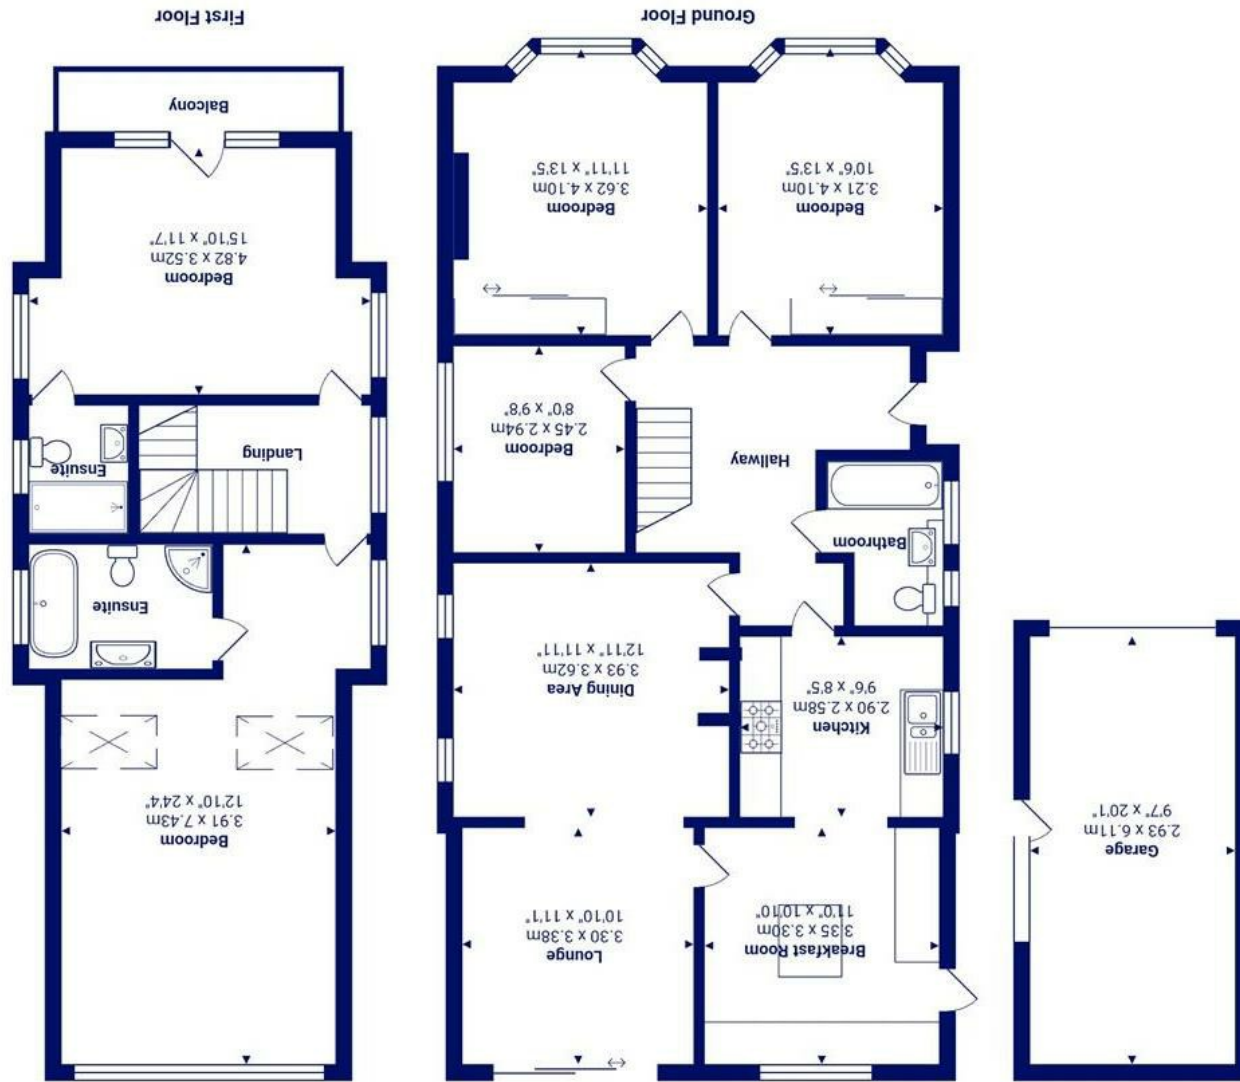 Garage
2.93 x 6.11m
9'7" x 20'1"
Breakfast Room
3.35 x 3.30m
11'0" x 10'10"
Lounge
3.30 x 3.38m
10'10" x 11'1"
Kitchen
2.90 x 2.58m
9'6" x 8'5"
Dining Area
3.93 x 3.62m
12'11" x 11'11"
Bathroom
Hallway
Bedroom
2.45 x 2.94m
8'0" x 9'8"
Bedroom
3.21 x 4.10m
10'6" x 13'5"
Bedroom
3.62 x 4.10m
11'11" x 13'5"
Ground Floor
Bedroom
3.91 x 7.43m
12'10" x 24'4"
Ensuite
Landing
Ensuite
Bedroom
4.82 x 3.52m
15'10" x 11'7"
Balcony
First Floor